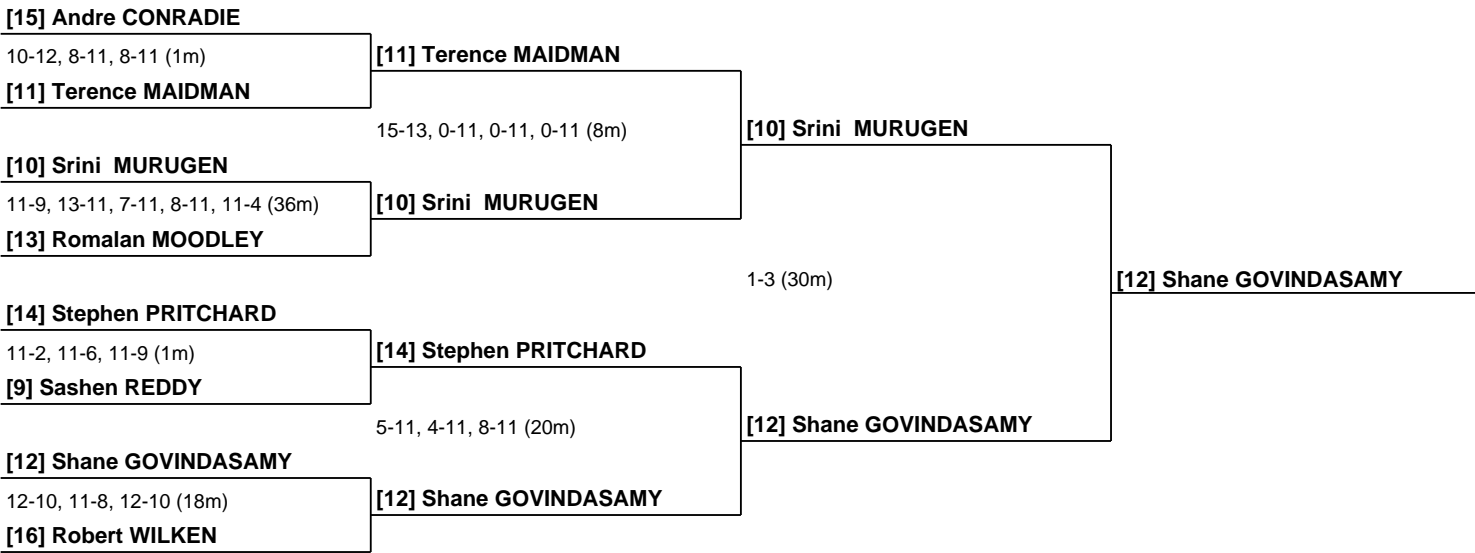 [15] Andre CONRADIE
10-12, 8-11, 8-11 (1m)
[11] Terence MAIDMAN
[11] Terence MAIDMAN
15-13, 0-11, 0-11, 0-11 (8m)
[10] Srini  MURUGEN
[10] Srini  MURUGEN
11-9, 13-11, 7-11, 8-11, 11-4 (36m)
[10] Srini  MURUGEN
[13] Romalan MOODLEY
1-3 (30m)
[12] Shane GOVINDASAMY
[14] Stephen PRITCHARD
11-2, 11-6, 11-9 (1m)
[14] Stephen PRITCHARD
[9] Sashen REDDY
5-11, 4-11, 8-11 (20m)
[12] Shane GOVINDASAMY
[12] Shane GOVINDASAMY
12-10, 11-8, 12-10 (18m)
[12] Shane GOVINDASAMY
[16] Robert WILKEN